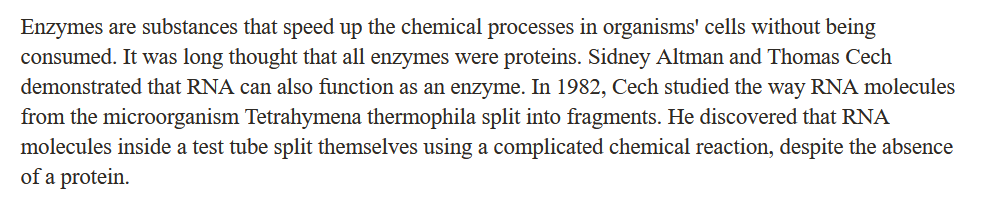 Enzymes are substances that speed up the chemical processes in organisms' cells without being
consumed. It was long thought that all enzymes were proteins. Sidney Altman and Thomas Cech
demonstrated that RNA can also function as an enzyme. In 1982, Cech studied the way RNA molecules
from the microorganism Tetrahymena thermophila split into fragments. He discovered that RNA
molecules inside a test tube split themselves using a complicated chemical reaction, despite the absence
of a protein.